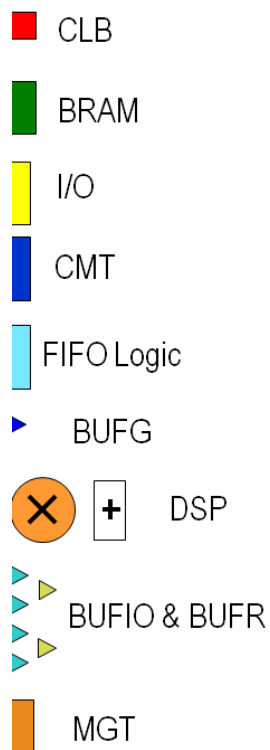 CLB
BRAM
I/O
CMT
FIFO Logic
BUFG
× + DSP
BUFIO & BUFR
MGT